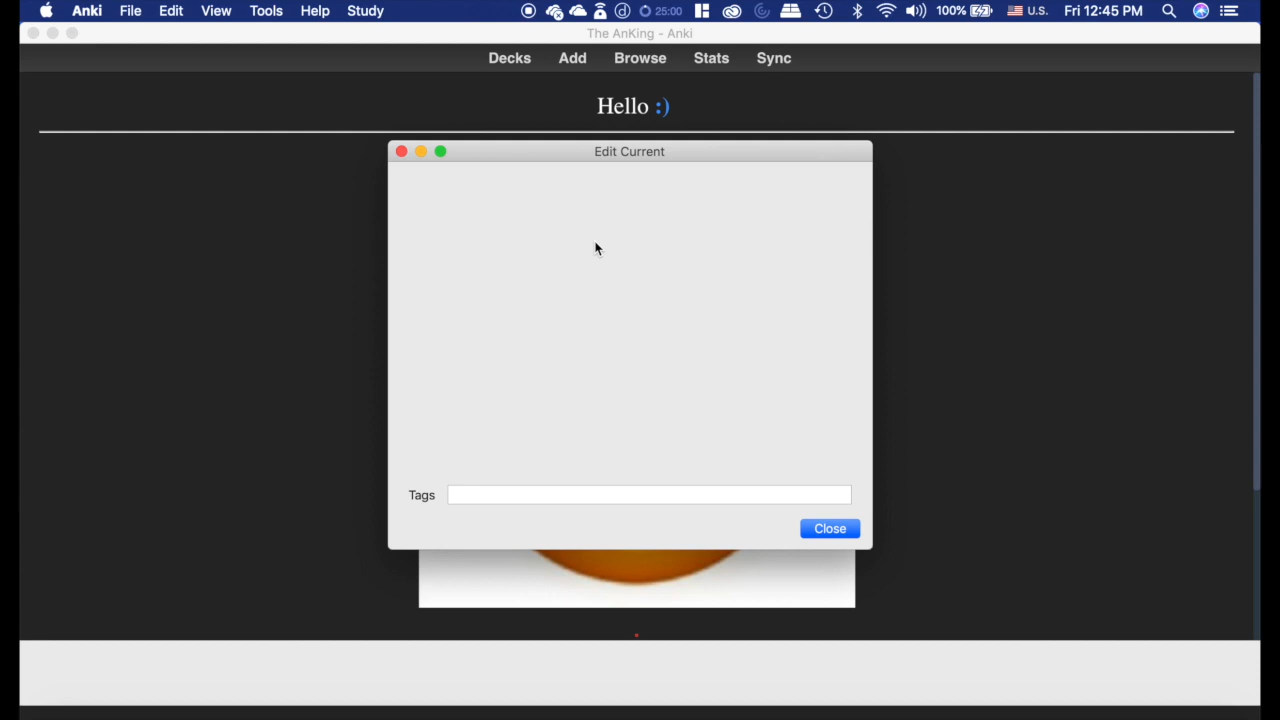 Anki File Edit View Tools Help Study 25:00 100% U.S. Fri 12:45 PM
The AnKing - Anki
Decks Add Browse Stats Sync
Hello :)
Edit Current
Tags
Close